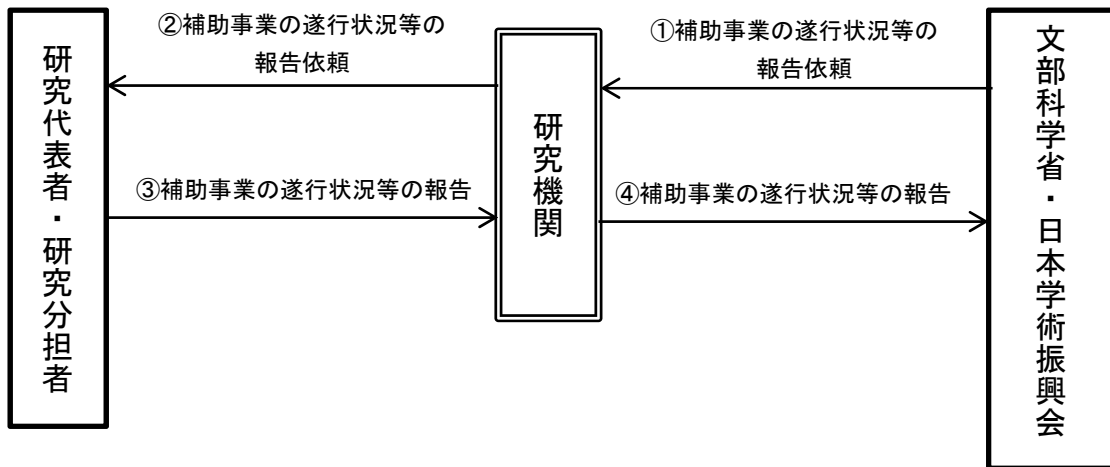 研究代表者・研究分担者
②補助事業の遂行状況等の
報告依頼
③補助事業の遂行状況等の報告
研究機関
①補助事業の遂行状況等の
報告依頼
④補助事業の遂行状況等の報告
文部科学省・日本学術振興会